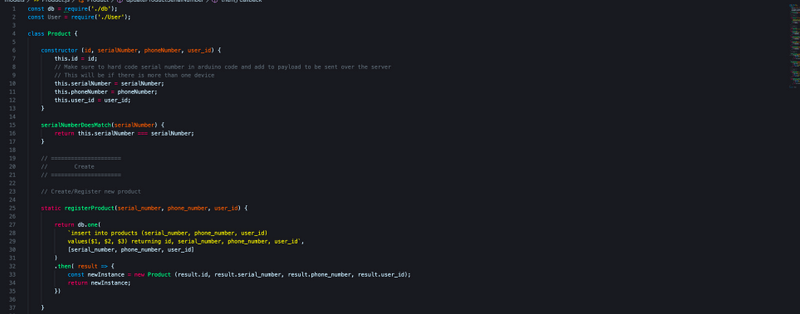 models > Product.js > Product > updateProductSerialNumber > then() callback
1 const db = require('./db');
2 const User = require('./User');
3
4 class Product {
5
6 constructor (id, serialNumber, phoneNumber, user_id) {
7 this.id = id;
8 // Make sure to hard code serial number in arduino code and add to payload to be sent over the server
9 // This will be if there is more than one device
10 this.serialNumber = serialNumber;
11 this.phoneNumber = phoneNumber;
12 this.user_id = user_id;
13 }
14
15 serialNumberDoesMatch(serialNumber) {
16 return this.serialNumber === serialNumber;
17 }
18
19 // =====================
20 // Create
21 // =====================
22
23 // Create/Register new product
24
25 static registerProduct(serial_number, phone_number, user_id) {
26
27 return db.one(
28 `insert into products (serial_number, phone_number, user_id)
29 values($1, $2, $3) returning id, serial_number, phone_number, user_id`,
30 [serial_number, phone_number, user_id]
31 )
32 .then( result => {
33 const newInstance = new Product (result.id, result.serial_number, result.phone_number, result.user_id);
34 return newInstance;
35 })
36
37 }